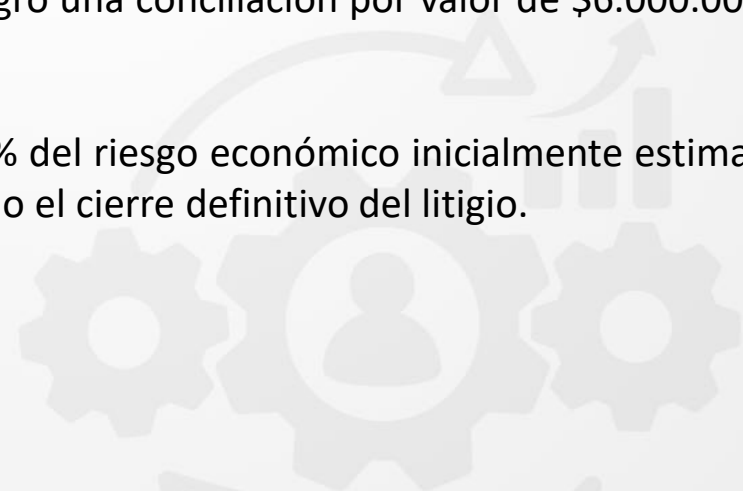 gró una conciliación por valor de $6.000.00
% del riesgo económico inicialmente estima
o el cierre definitivo del litigio.